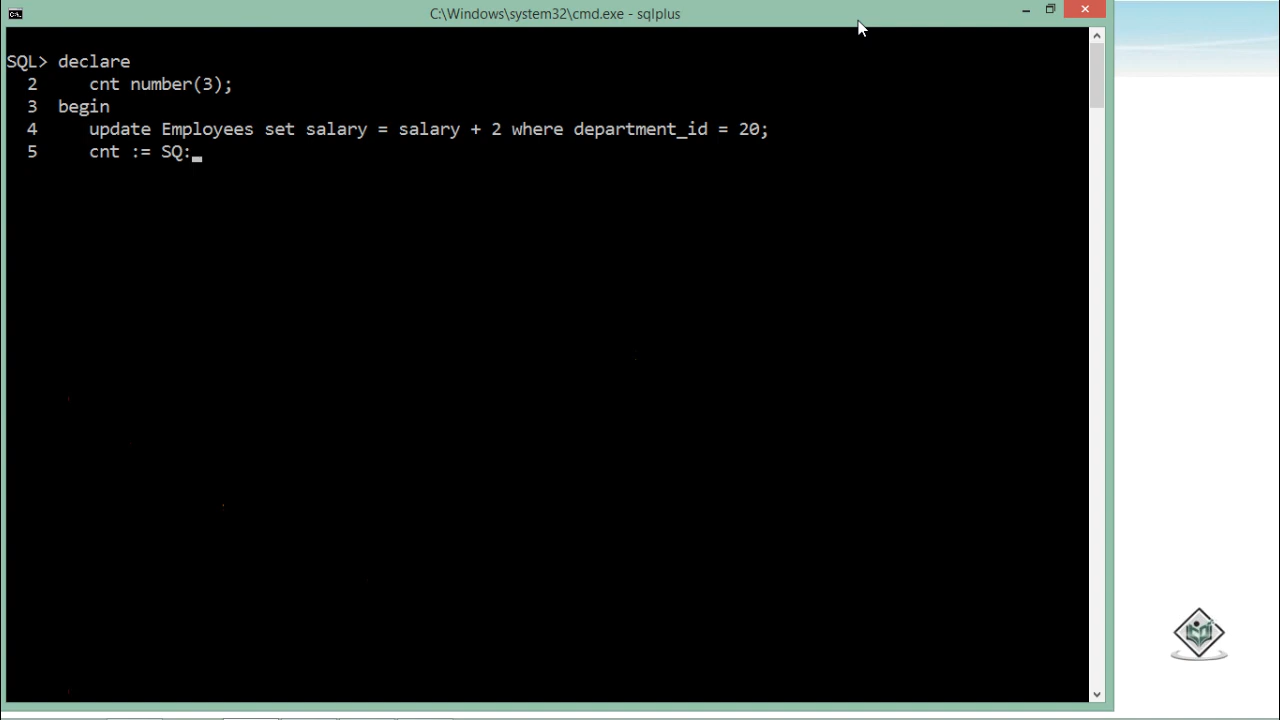 C:\Windows\system32\cmd.exe - sqlplus
SQL> declare
2 cnt number(3);
3 begin
4 update Employees set salary = salary + 2 where department_id = 20;
5 cnt := SQ:_